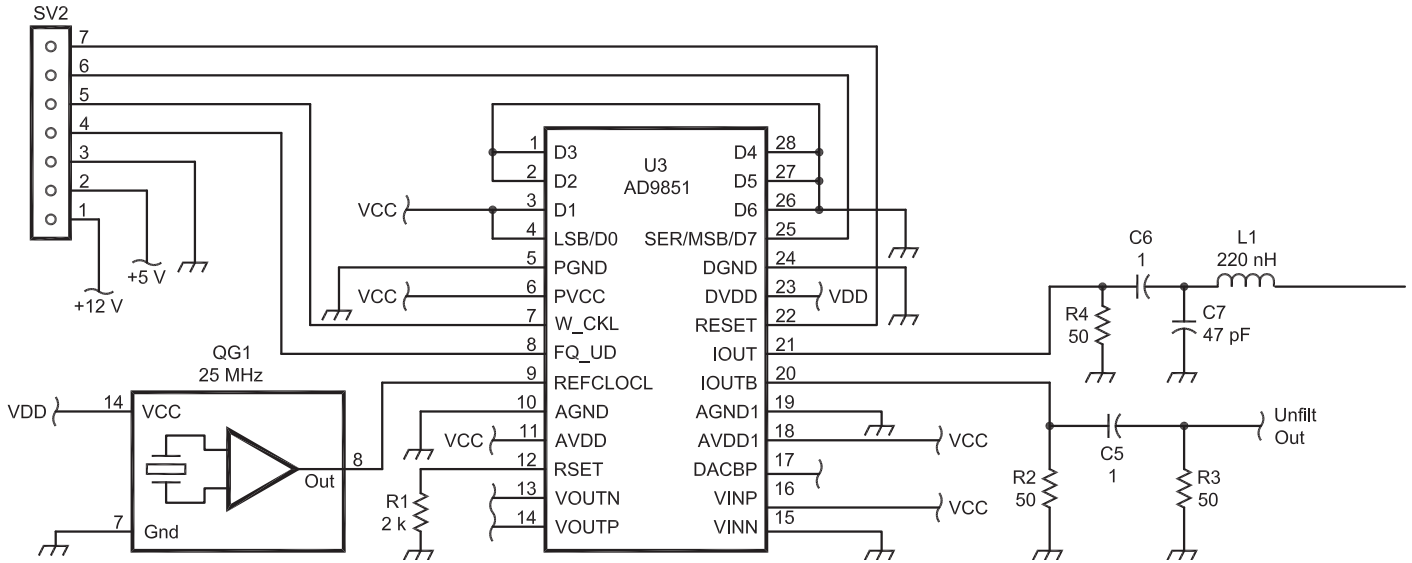 SV2
7
6
5
4
3
2
1
+5 V
+12 V
U3
AD9851
1 D3
2 D2
VCC 3 D1
4 LSB/D0
5 PGND
VCC 6 PVCC
7 W_CKL
8 FQ_UD
9 REFCLOCL
10 AGND
VCC 11 AVDD
12 RSET
13 VOUTN
14 VOUTP
R1
2 k
D4 28
D5 27
D6 26
SER/MSB/D7 25
DGND 24
DVDD 23 VDD
RESET 22
IOUT 21
IOUTB 20
AGND1 19
AVDD1 18 VCC
DACBP 17
VINP 16 VCC
VINN 15
QG1
25 MHz
VDD 14 VCC
8
Out
7 Gnd
C6
1
L1
220 nH
R4
50
C7
47 pF
Unfilt
Out
C5
1
R2
50
R3
50